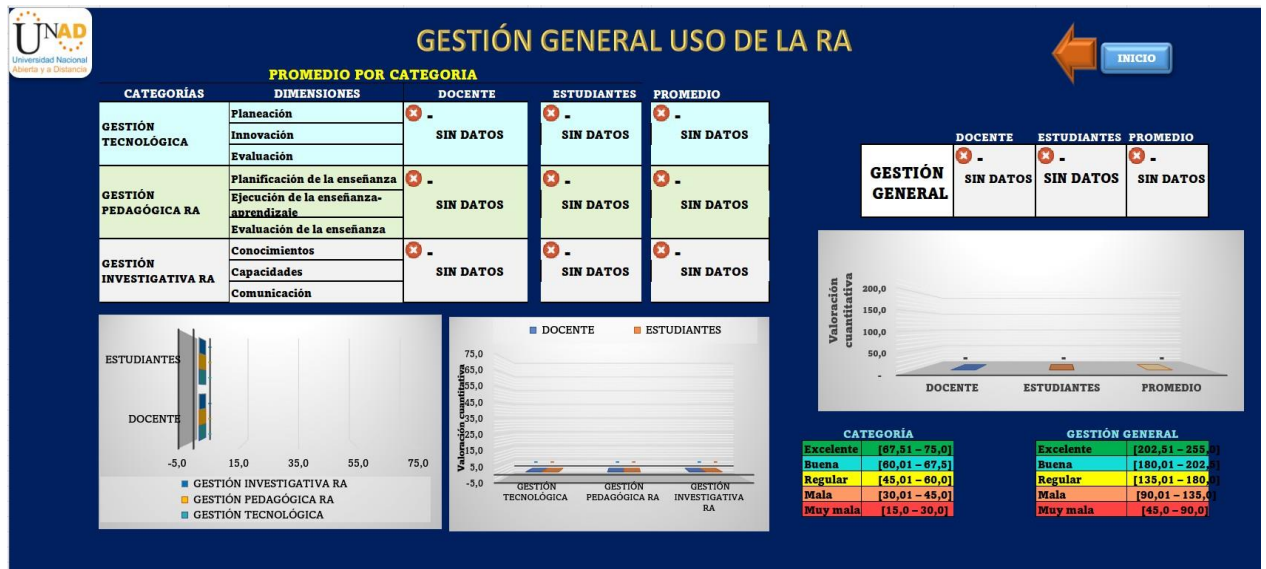 UNAD
Universidad Nacional
Abierta y a Distancia
GESTIÓN GENERAL USO DE LA RA
INICIO
PROMEDIO POR CATEGORIA
CATEGORÍAS DIMENSIONES DOCENTE ESTUDIANTES PROMEDIO
GESTIÓN TECNOLÓGICA
Planeación
Innovación
Evaluación
- - -
SIN DATOS SIN DATOS SIN DATOS
GESTIÓN PEDAGÓGICA RA
Planificación de la enseñanza
Ejecución de la enseñanza-
aprendizaje
Evaluación de la enseñanza
- - -
SIN DATOS SIN DATOS SIN DATOS
GESTIÓN INVESTIGATIVA RA
Conocimientos
Capacidades
Comunicación
- - -
SIN DATOS SIN DATOS SIN DATOS
DOCENTE ESTUDIANTES PROMEDIO
GESTIÓN
GENERAL
- - -
SIN DATOS SIN DATOS SIN DATOS
ESTUDIANTES
DOCENTE
-5,0 15,0 35,0 55,0 75,0
GESTIÓN INVESTIGATIVA RA
GESTIÓN PEDAGÓGICA RA
GESTIÓN TECNOLÓGICA
DOCENTE ESTUDIANTES
Valoración cuantitativa
75,0
65,0
55,0
45,0
35,0
25,0
15,0
5,0
-5,0
- - - - - -
GESTIÓN GESTIÓN GESTIÓN
TECNOLÓGICA PEDAGÓGICA RA INVESTIGATIVA
RA
Valoración
cuantitativa
200,0
150,0
100,0
50,0
-
- - -
DOCENTE ESTUDIANTES PROMEDIO
CATEGORÍA
Excelente [67,51 – 75,0]
Buena [60,01 – 67,5]
Regular [45,01 – 60,0]
Mala [30,01 – 45,0]
Muy mala [15,0 – 30,0]
GESTIÓN GENERAL
Excelente [202,51 – 255,0]
Buena [180,01 – 202,5]
Regular [135,01 – 180,0]
Mala [90,01 – 135,0]
Muy mala [45,0 – 90,0]